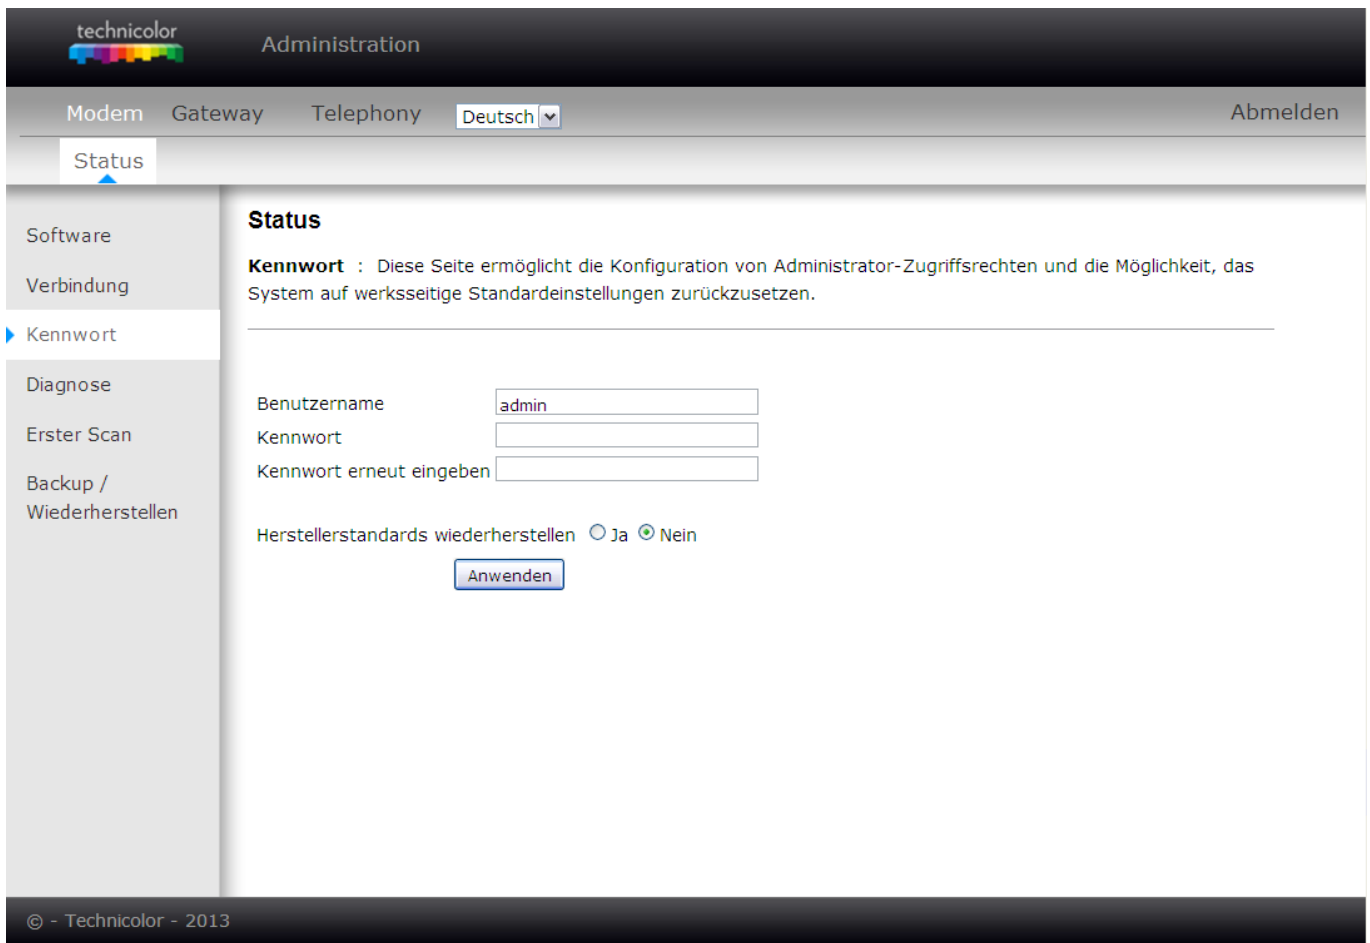 technicolor
Administration
Modem Gateway Telephony Deutsch Abmelden
Status
Software
Verbindung
Kennwort
Diagnose
Erster Scan
Backup /
Wiederherstellen
Status
Kennwort : Diese Seite ermöglicht die Konfiguration von Administrator-Zugriffsrechten und die Möglichkeit, das
System auf werksseitige Standardeinstellungen zurückzusetzen.
Benutzername admin
Kennwort
Kennwort erneut eingeben
Herstellerstandards wiederherstellen Ja Nein
Anwenden
© - Technicolor - 2013